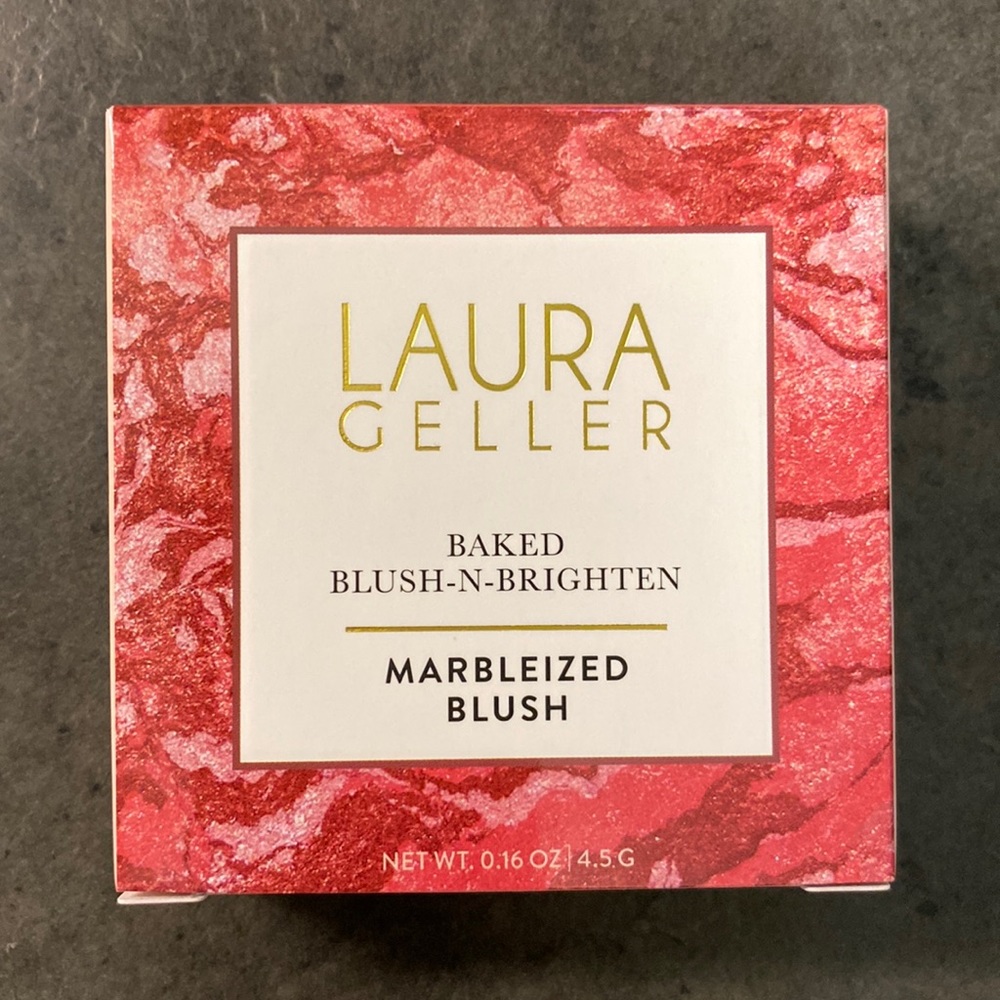 LAURA
GELLER
BAKED
BLUSH-N-BRIGHTEN
MARBLEIZED
BLUSH
NET WT. 0.16 OZ|4.5 G